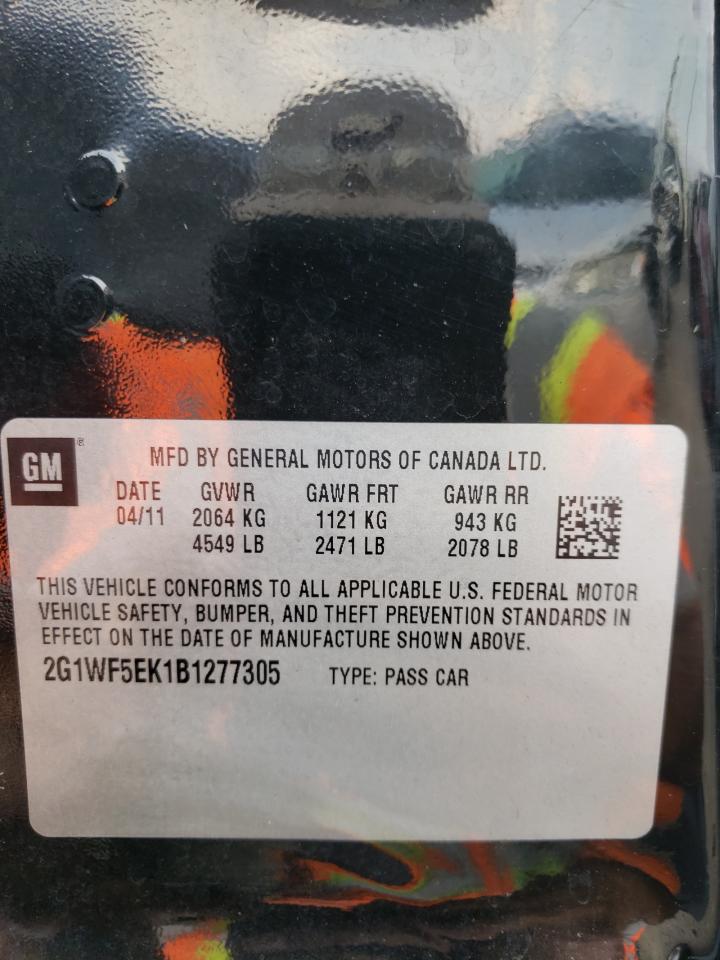 GM ®
MFD BY GENERAL MOTORS OF CANADA LTD.
DATE GVWR GAWR FRT GAWR RR
04/11 2064 KG 1121 KG 943 KG
4549 LB 2471 LB 2078 LB
THIS VEHICLE CONFORMS TO ALL APPLICABLE U.S. FEDERAL MOTOR
VEHICLE SAFETY, BUMPER, AND THEFT PREVENTION STANDARDS IN
EFFECT ON THE DATE OF MANUFACTURE SHOWN ABOVE.
2G1WF5EK1B1277305 TYPE: PASS CAR